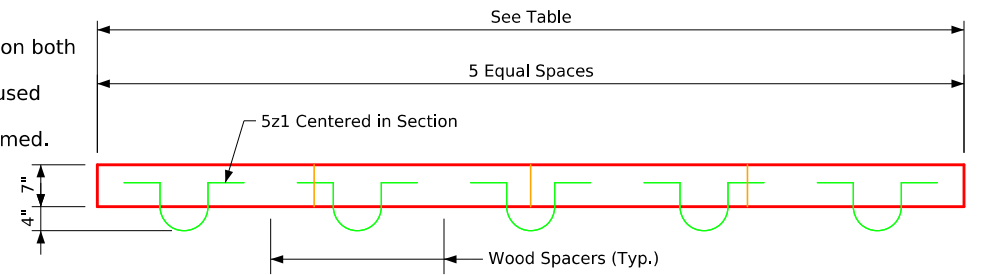 See Table
on both
5 Equal Spaces
used
5z1 Centered in Section
med.
7"
4"
Wood Spacers (Typ.)